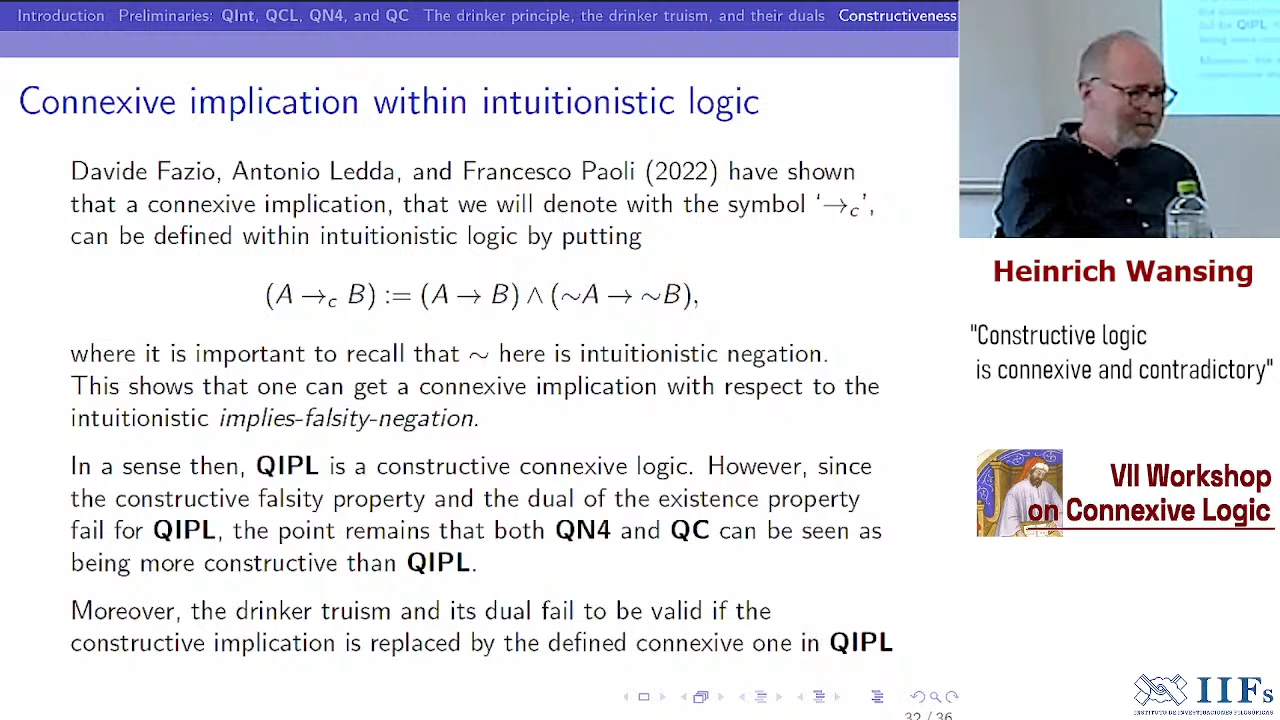 Introduction Preliminaries: QInt, QCL, QN4, and QC The drinker principle, the drinker truism, and their duals Constructiveness
Connexive implication within intuitionistic logic
Davide Fazio, Antonio Ledda, and Francesco Paoli (2022) have shown
that a connexive implication, that we will denote with the symbol ‘→c’,
can be defined within intuitionistic logic by putting
(A →c B) := (A → B) ∧ (∼A → ∼B),
where it is important to recall that ∼ here is intuitionistic negation.
This shows that one can get a connexive implication with respect to the
intuitionistic implies-falsity-negation.
In a sense then, QIPL is a constructive connexive logic. However, since
the constructive falsity property and the dual of the existence property
fail for QIPL, the point remains that both QN4 and QC can be seen as
being more constructive than QIPL.
Moreover, the drinker truism and its dual fail to be valid if the
constructive implication is replaced by the defined connexive one in QIPL
32 / 36
Heinrich Wansing
"Constructive logic
is connexive and contradictory"
VII Workshop
on Connexive Logic
IIFs
INSTITUTO DE INVESTIGACIONES FILOSÓFICAS